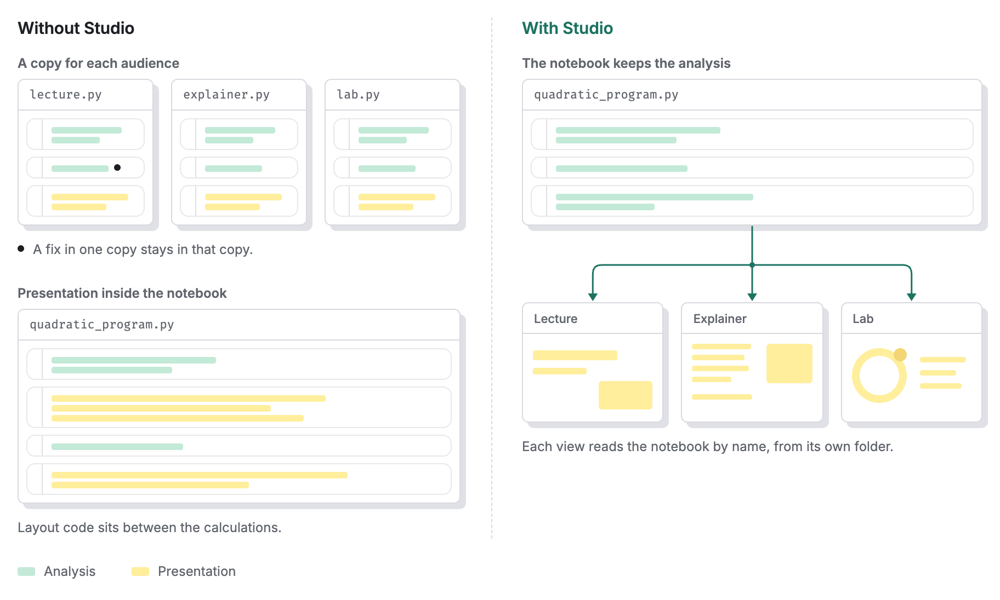 Without Studio
A copy for each audience
lecture.py
explainer.py
lab.py
A fix in one copy stays in that copy.
Presentation inside the notebook
quadratic_program.py
Layout code sits between the calculations.
Analysis
Presentation
With Studio
The notebook keeps the analysis
quadratic_program.py
Lecture
Explainer
Lab
Each view reads the notebook by name, from its own folder.